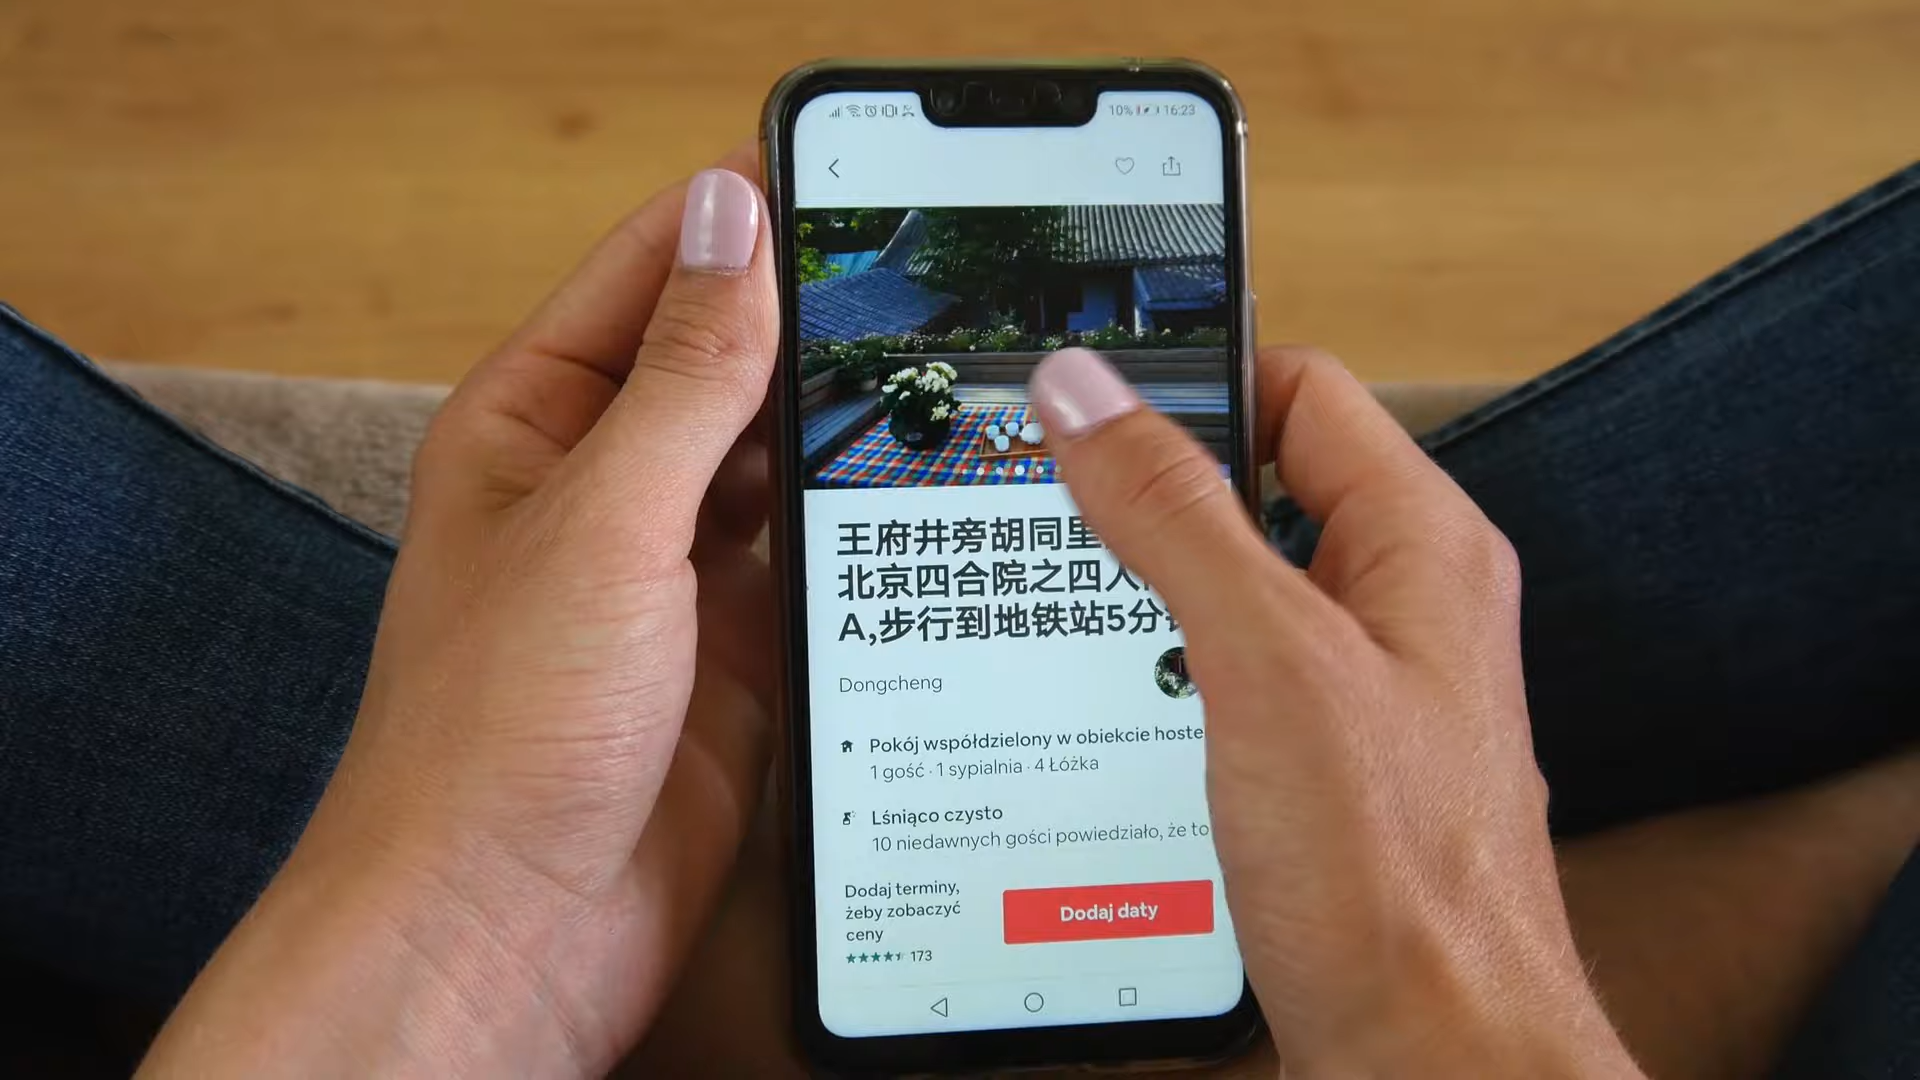 10% 16:23
王府井旁胡同里
北京四合院之四人
A,步行到地铁站5分
Dongcheng
Pokój współdzielony w obiekcie
1 gość · 1 sypialnia · 4 Łóżka
Lśniąco czysto
10 niedawnych gości powiedziało, że to
Dodaj terminy,
żeby zobaczyć
ceny
Dodaj daty
173